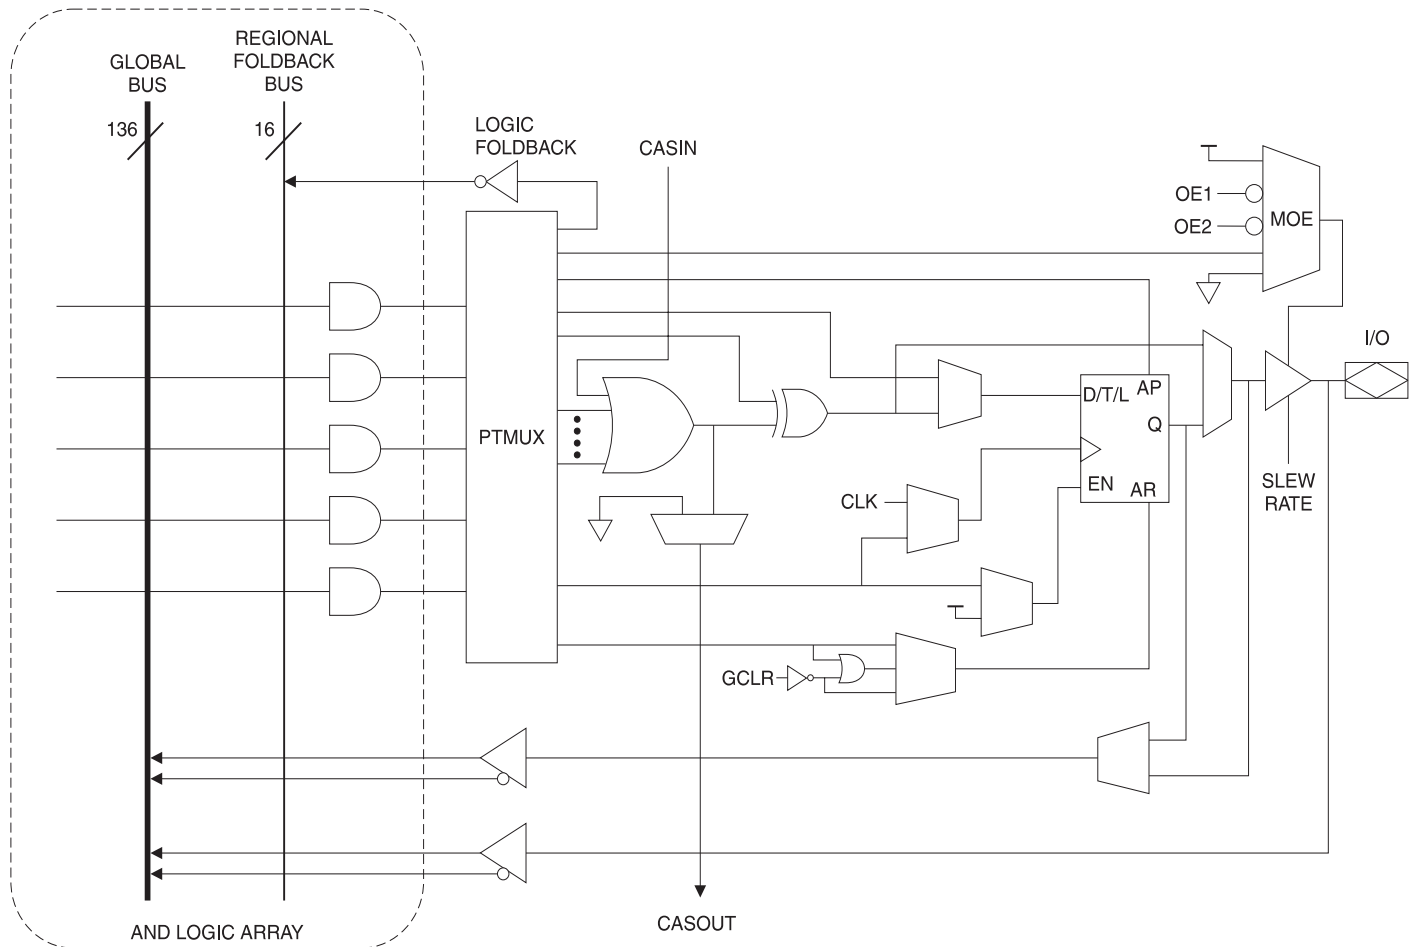 GLOBAL
BUS
REGIONAL
FOLDBACK
BUS
136
16
LOGIC
FOLDBACK
CASIN
OE1
OE2
MOE
I/O
D/T/L
AP
Q
EN
AR
PTMUX
CLK
SLEW
RATE
GCLR
CASOUT
AND LOGIC ARRAY